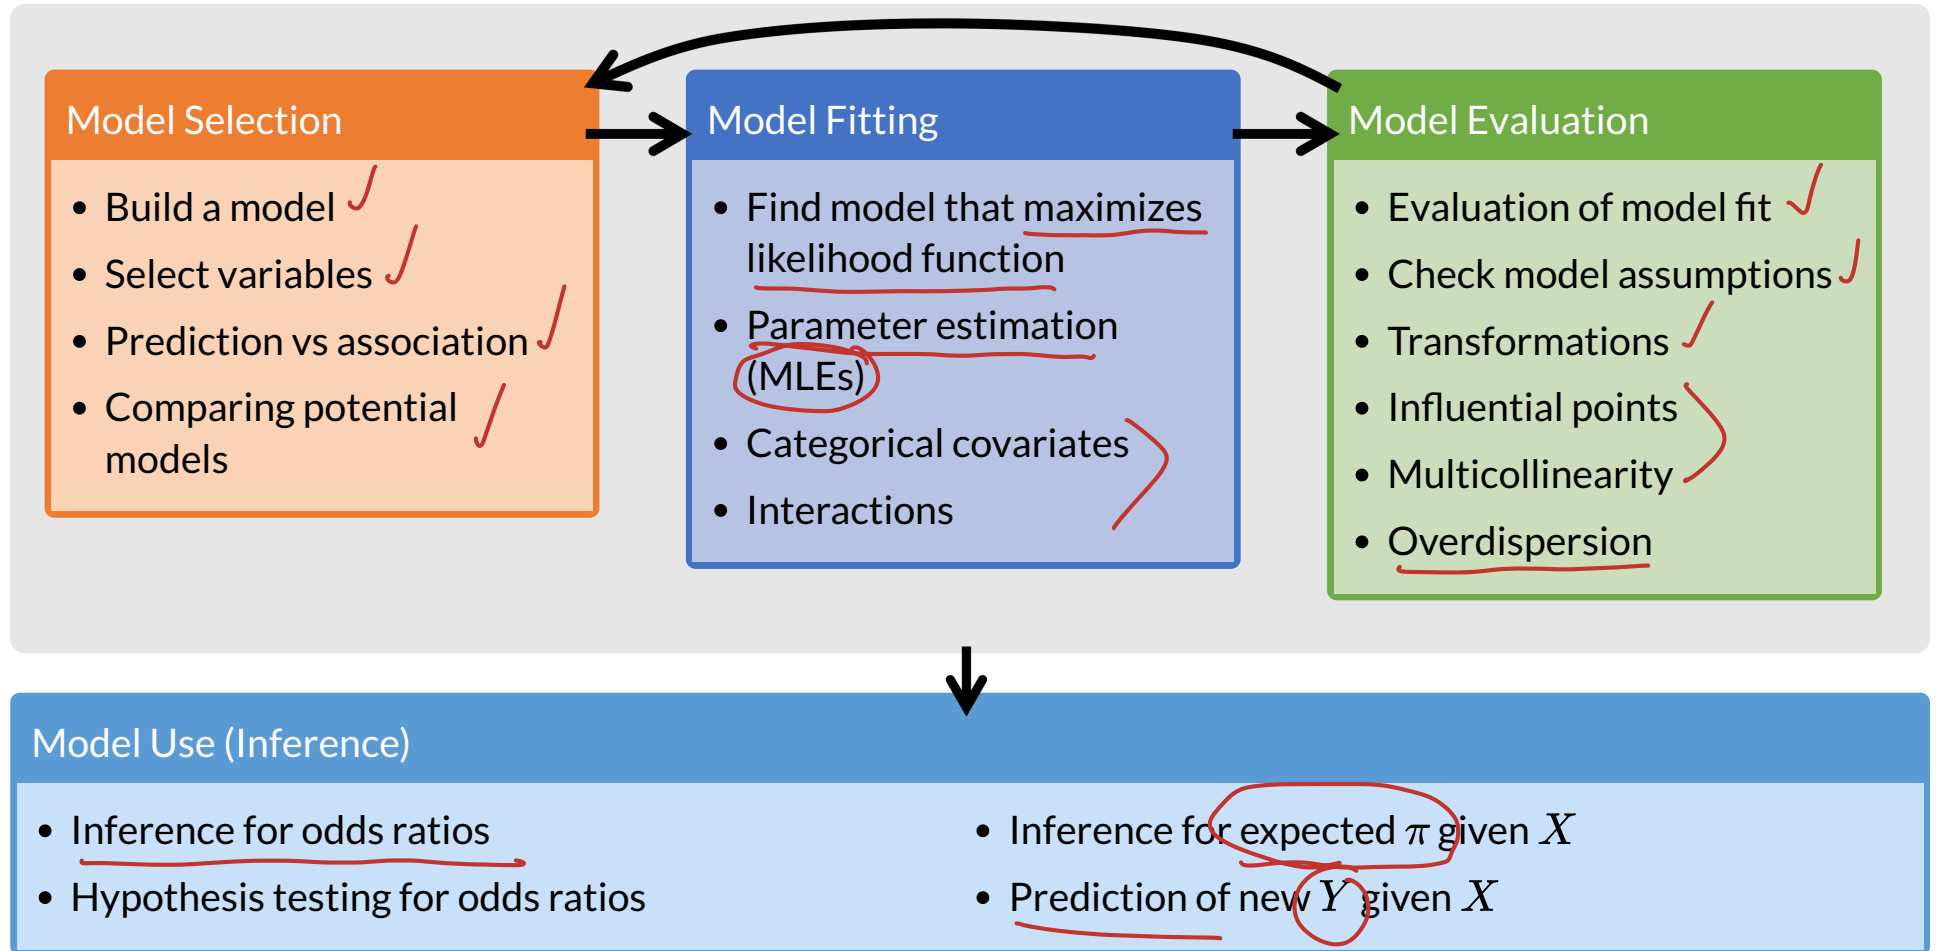 Model Selection
• Build a model
• Select variables
• Prediction vs association
• Comparing potential
models
Model Fitting
• Find model that maximizes
likelihood function
• Parameter estimation
(MLEs)
• Categorical covariates
• Interactions
Model Evaluation
• Evaluation of model fit
• Check model assumptions
• Transformations
• Influential points
• Multicollinearity
• Overdispersion
Model Use (Inference)
• Inference for odds ratios
• Hypothesis testing for odds ratios
• Inference for expected π given X
• Prediction of new Y given X